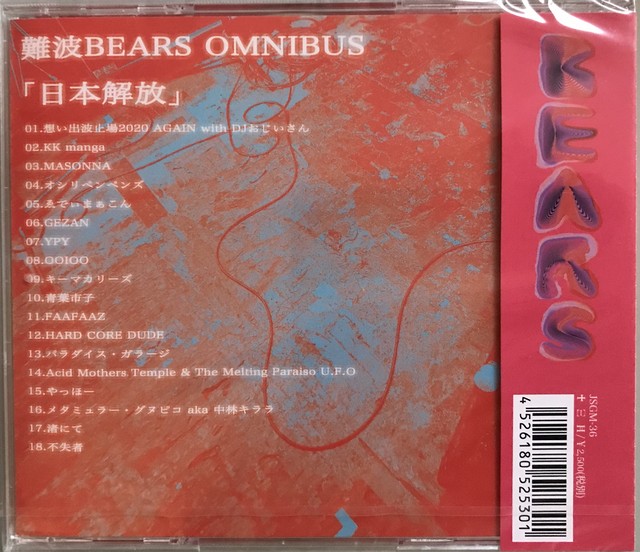 難波BEARS OMNIBUS
「日本解放」
01.想い出波止場2020 AGAIN with DJおじいさん
02.KK manga
03.MASONNA
04.オシリペンペンズ
05.ゑでぃまぁこん
06.GEZAN
07.YPY
08.OOIOO
09.キーマカリーズ
10.青葉市子
11.FAAFAAZ
12.HARD CORE DUDE
13.パラダイス・ガラージ
14.Acid Mothers Temple & The Melting Paraiso U.F.O
15.やっほー
16.メタミュラー・グヌピコ aka 中林キララ
17.渚にて
18.不失者
JSGM-36
十三 H/¥2,500(税別)
4 526180 525301